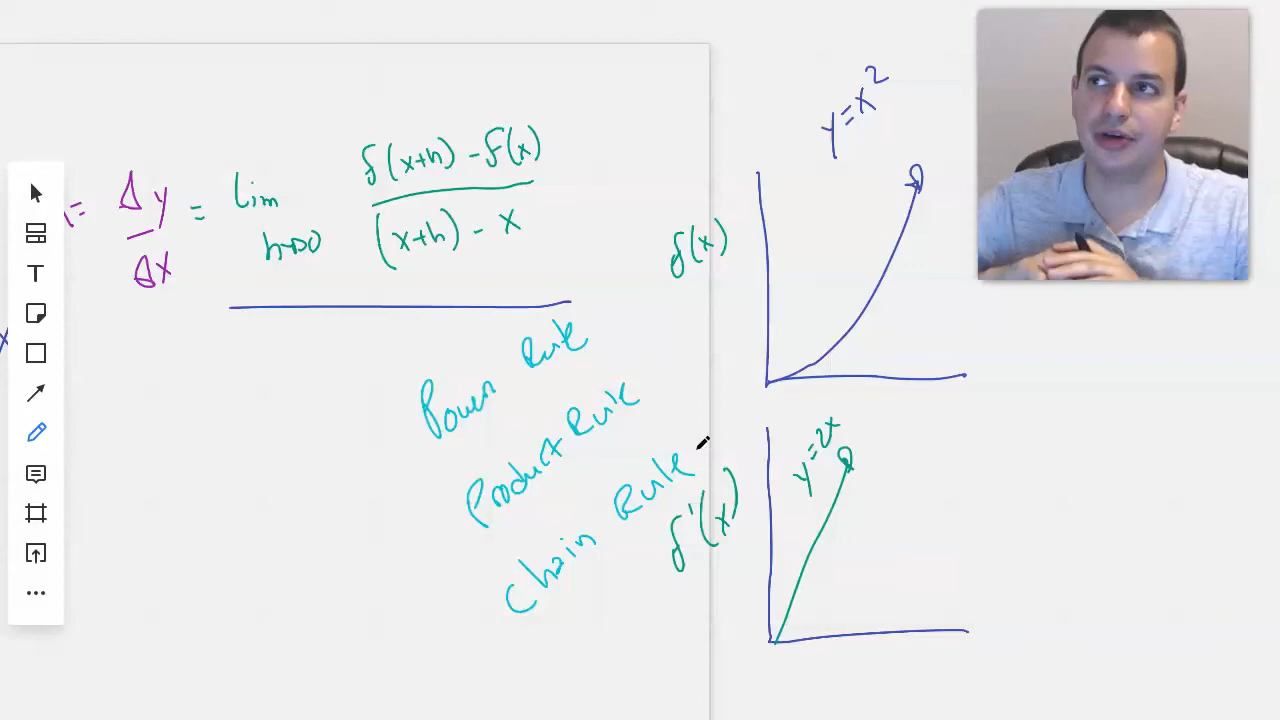 = Δy/Δx = lim h→0 f(x+h) - f(x) / (x+h) - x
Power Rule
Product Rule
Chain Rule
y=x²
f(x)
y=2x
f'(x)
T